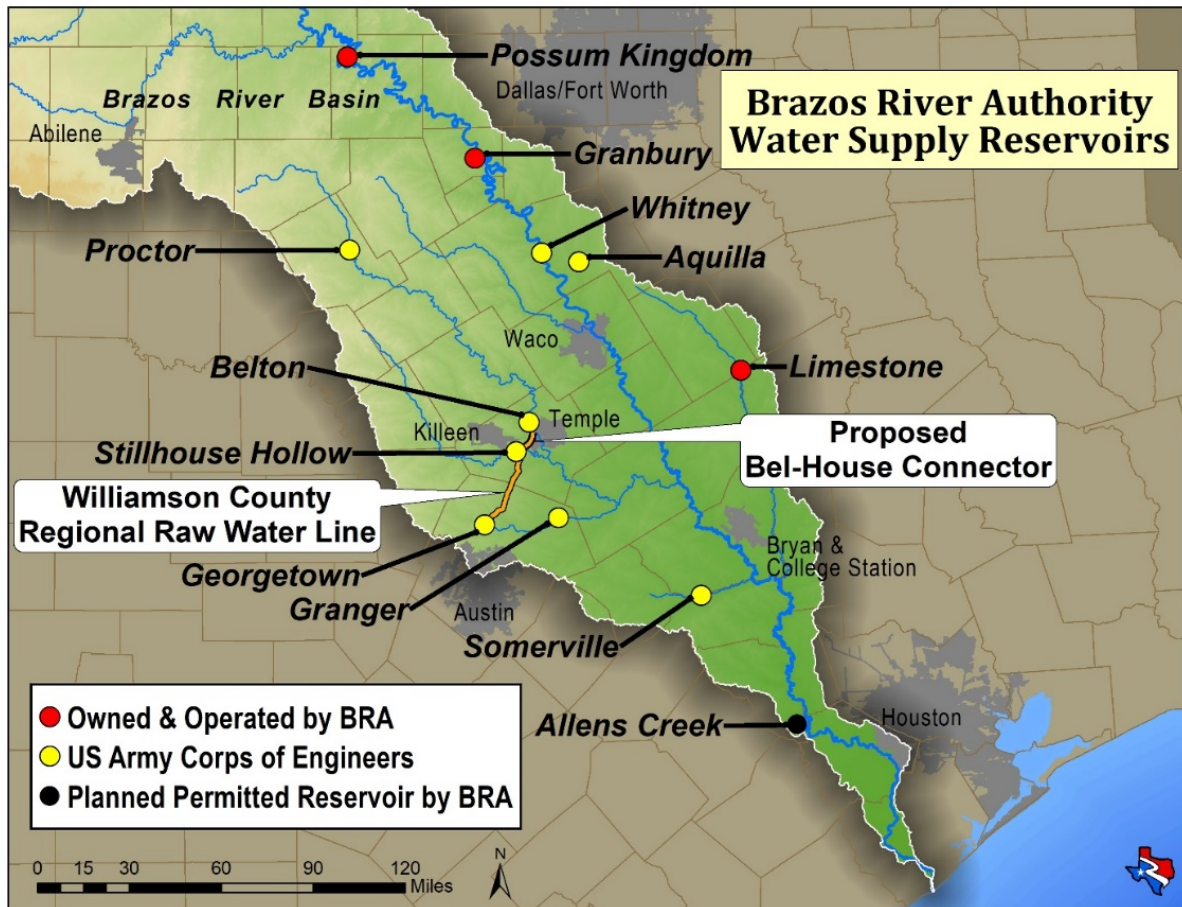 Possum Kingdom
Dallas/Fort Worth
Brazos River Basin
Abilene
Brazos River Authority
Water Supply Reservoirs
Granbury
Whitney
Proctor
Aquilla
Waco
Belton
Limestone
Temple
Killeen
Proposed
Bel-House Connector
Stillhouse Hollow
Williamson County
Regional Raw Water Line
Bryan &
College Station
Georgetown
Granger
Austin
Somerville
Allens Creek
Houston
Owned & Operated by BRA
US Army Corps of Engineers
Planned Permitted Reservoir by BRA
0 15 30 60 90 120
Miles
N